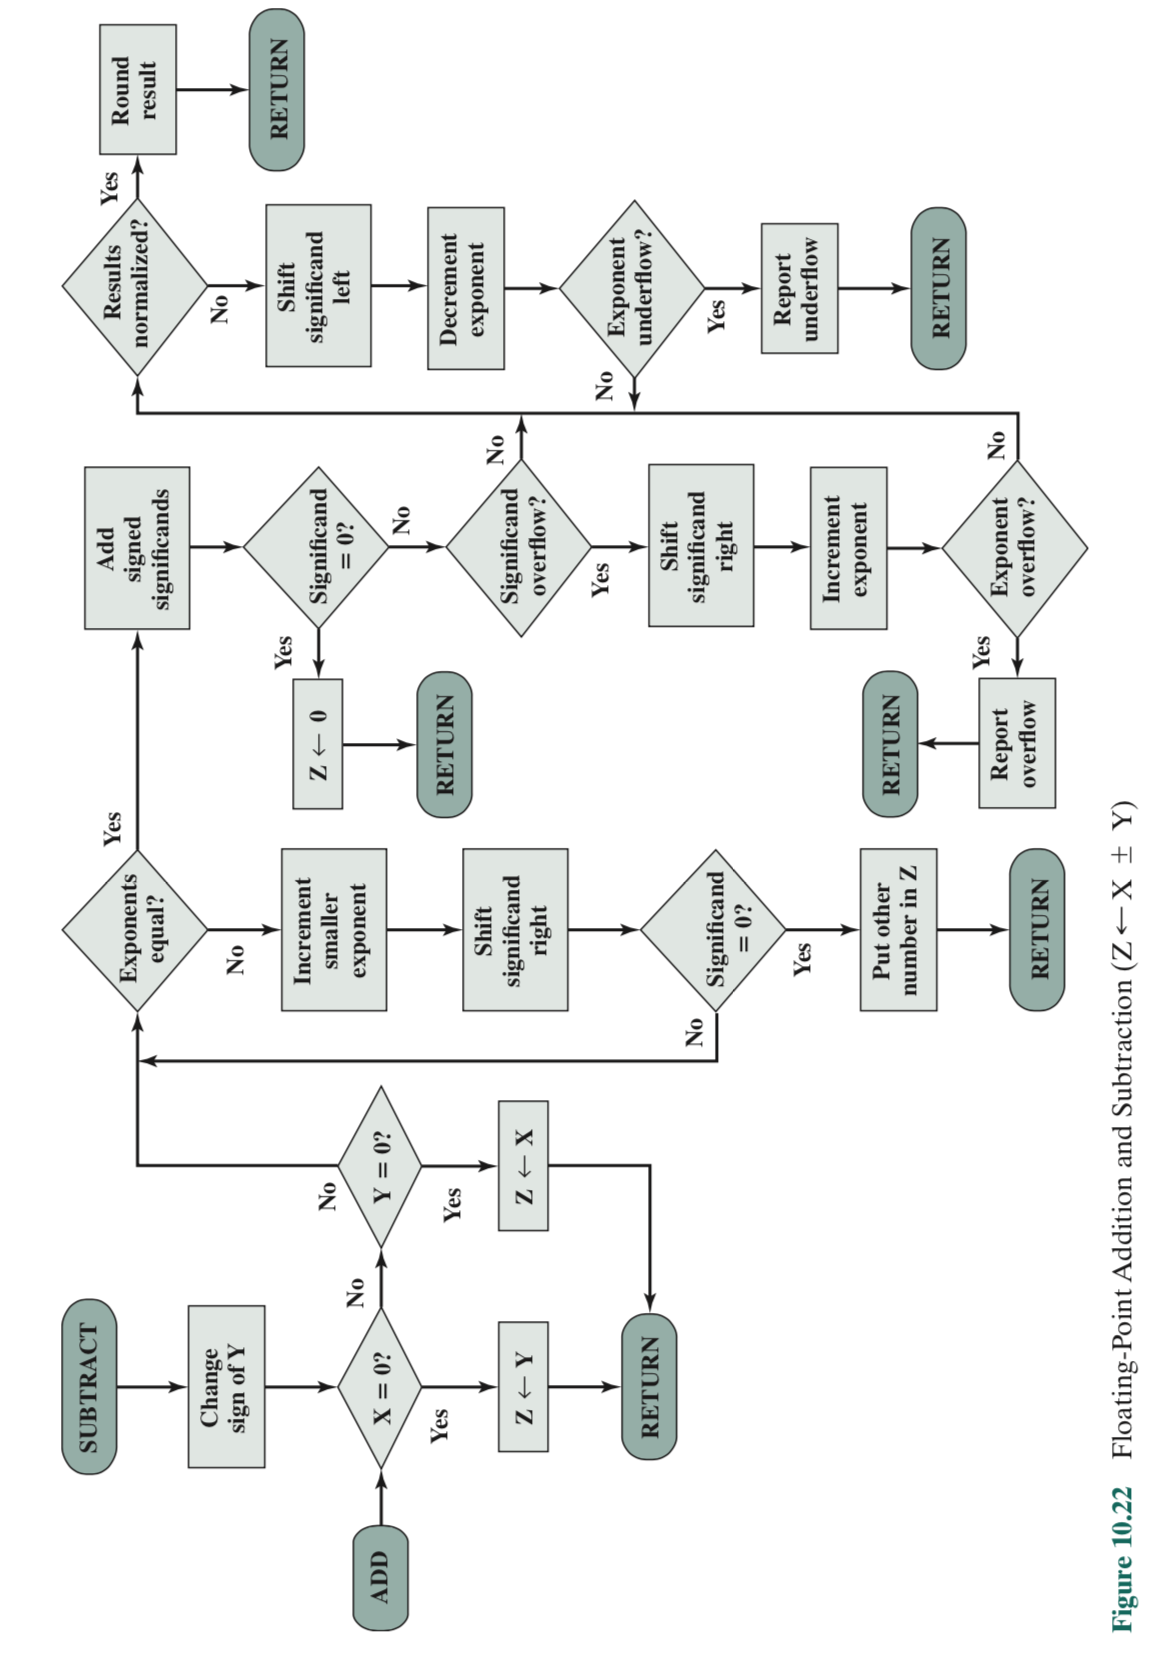 SUBTRACT
Change
sign of Y
ADD
X = 0?
No
Yes
Z ← Y
RETURN
Y = 0?
No
Yes
Z ← X
Exponents
equal?
Yes
No
Increment
smaller
exponent
Shift
significand
right
Significand
= 0?
No
Yes
Put other
number in Z
RETURN
Add
signed
significands
Significand
= 0?
Yes
Z ← 0
RETURN
No
Significand
overflow?
No
Yes
Shift
significand
right
Increment
exponent
Exponent
overflow?
No
Yes
Report
overflow
RETURN
Results
normalized?
Yes
Round
result
RETURN
No
Shift
significand
left
Decrement
exponent
Exponent
underflow?
No
Yes
Report
underflow
RETURN
Figure 10.22 Floating-Point Addition and Subtraction (Z ← X ± Y)